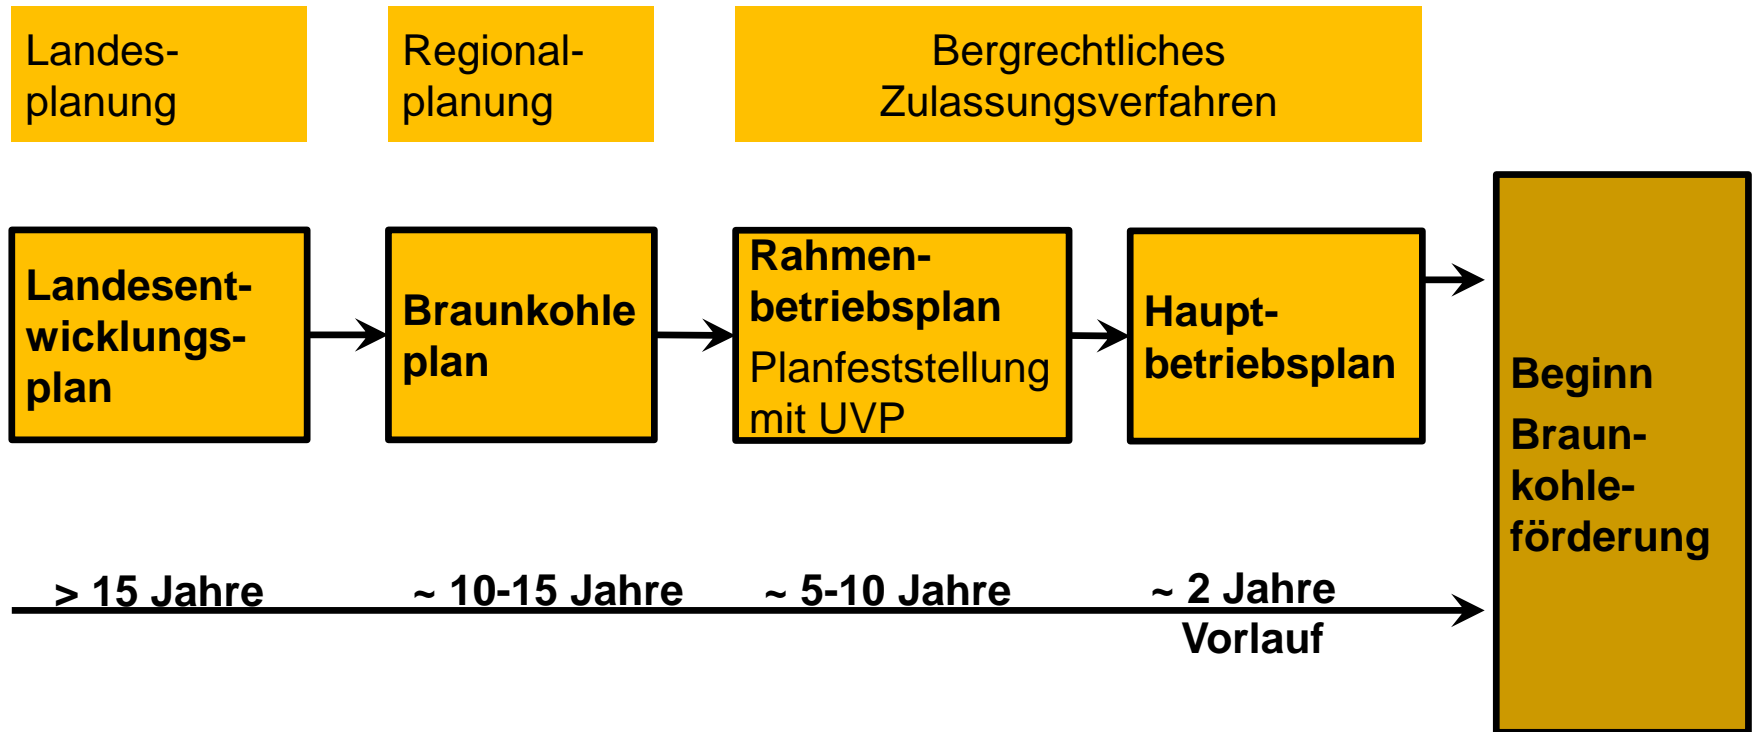 Landes-
planung
Regional-
planung
Bergrechtliches
Zulassungsverfahren
Landesent-
wicklungs-
plan
Braunkohle
plan
Rahmen-
betriebsplan
Planfeststellung
mit UVP
Haupt-
betriebsplan
Beginn
Braun-
kohle-
förderung
> 15 Jahre
~ 10-15 Jahre
~ 5-10 Jahre
~ 2 Jahre
Vorlauf